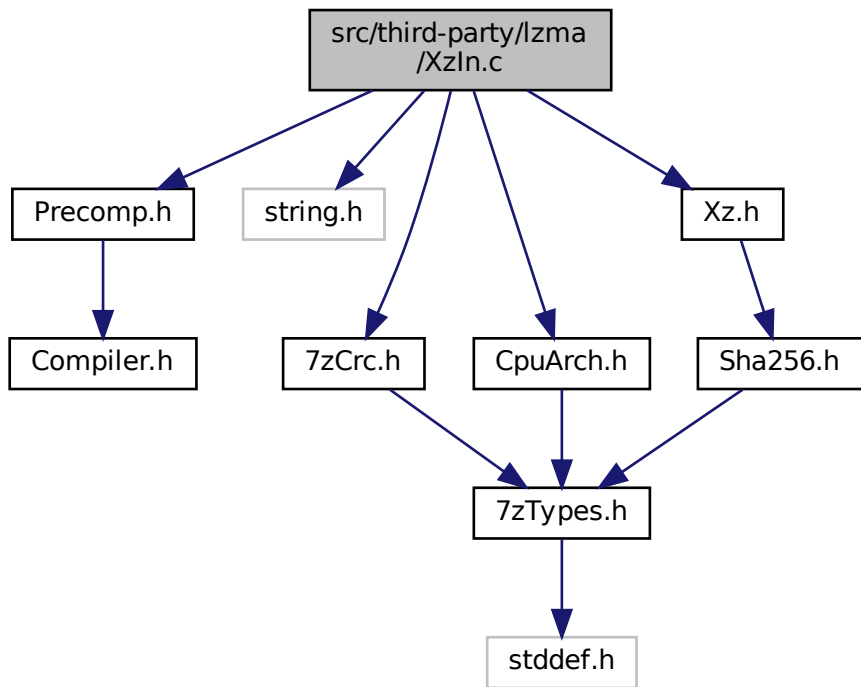 src/third-party/lzma
/XzIn.c
Precomp.h
string.h
Xz.h
Compiler.h
7zCrc.h
CpuArch.h
Sha256.h
7zTypes.h
stddef.h